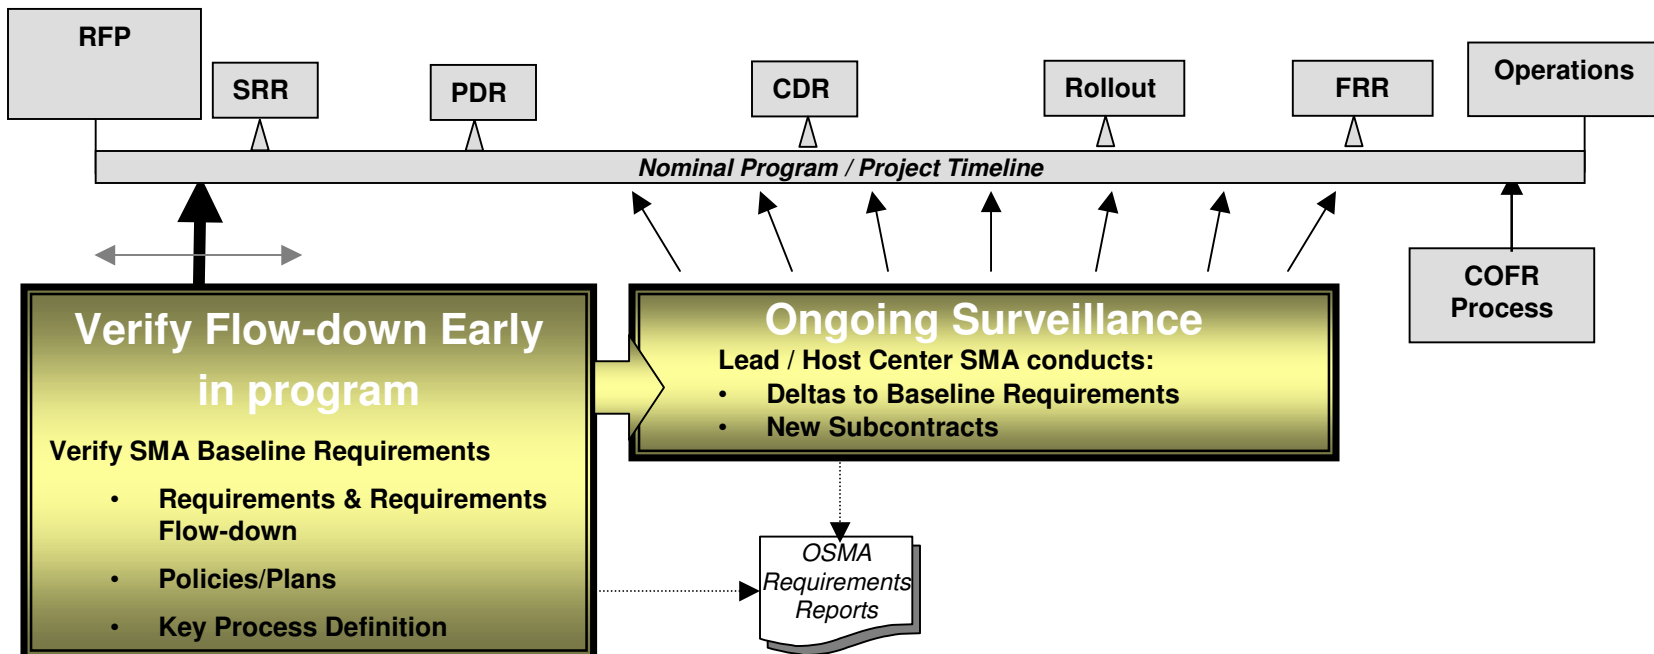 RFP
SRR
PDR
CDR
Rollout
FRR
Operations
Nominal Program / Project Timeline
COFR
Process
Verify Flow-down Early
in program
Verify SMA Baseline Requirements
• Requirements & Requirements
Flow-down
• Policies/Plans
• Key Process Definition
Ongoing Surveillance
Lead / Host Center SMA conducts:
• Deltas to Baseline Requirements
• New Subcontracts
OSMA
Requirements
Reports